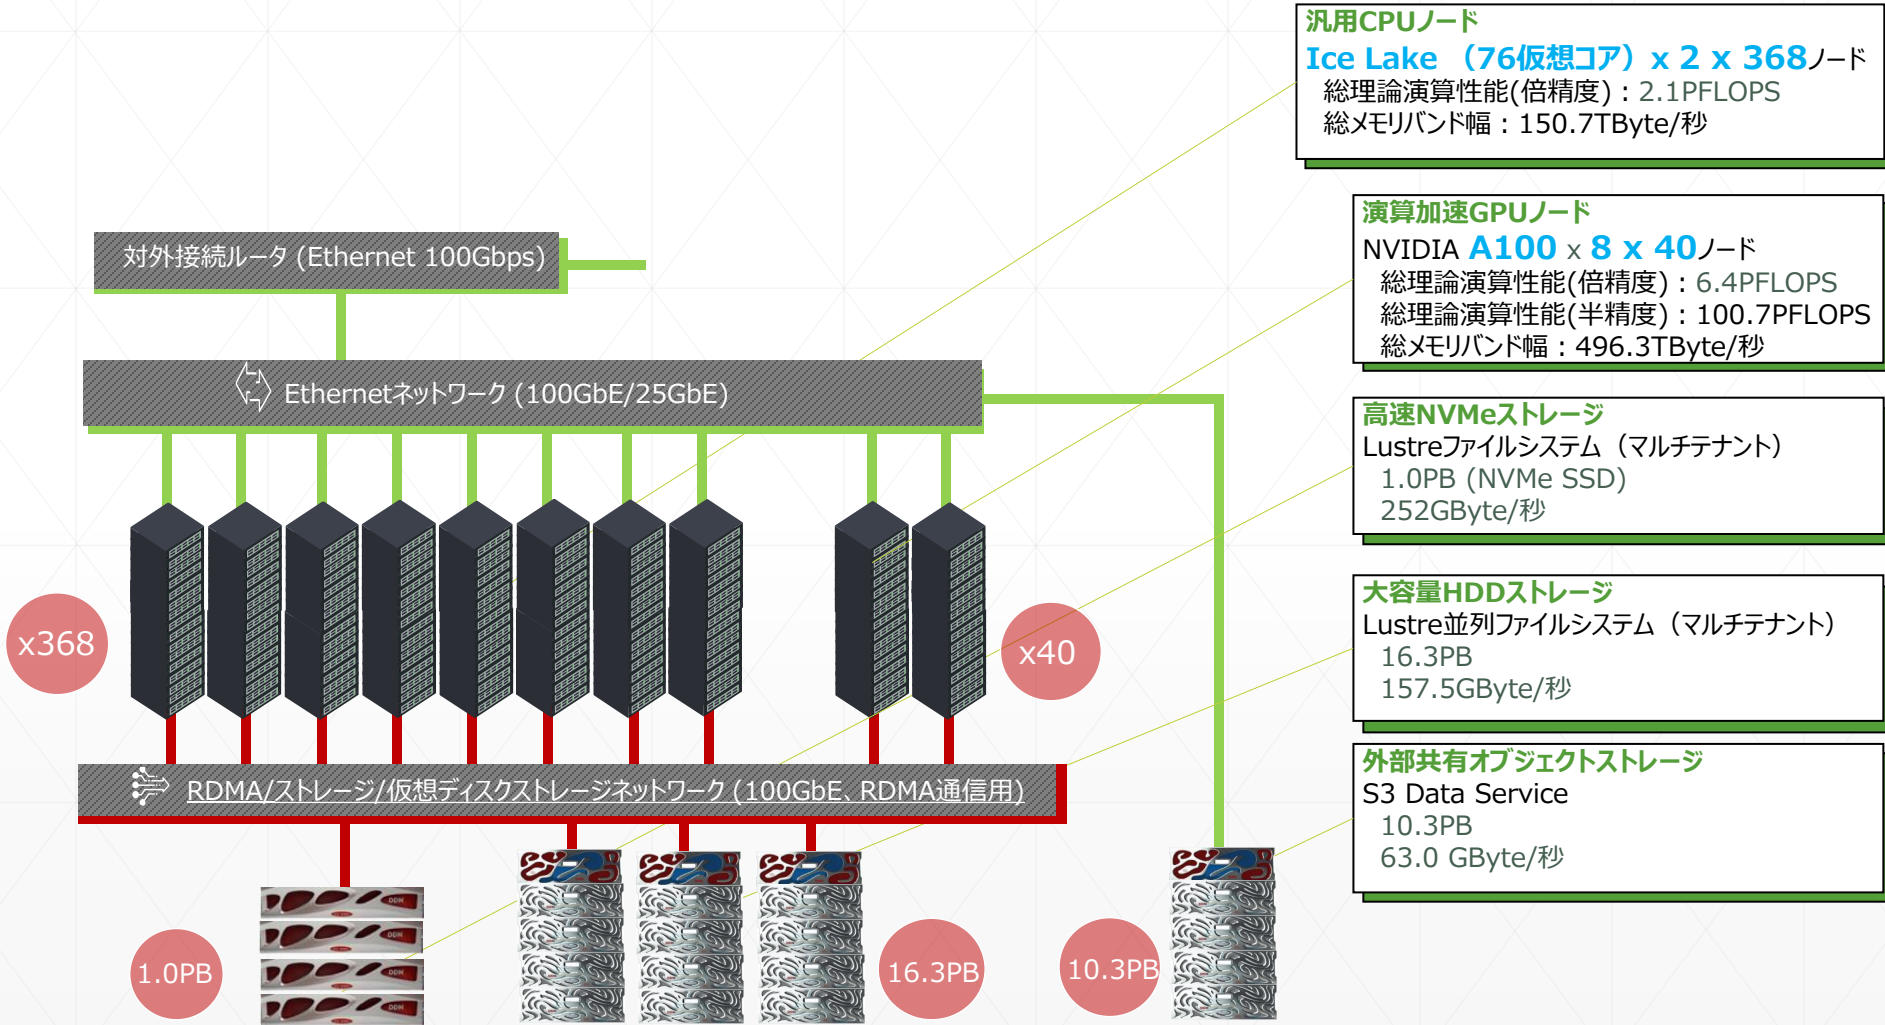 汎用CPUノード
Ice Lake （76仮想コア）x 2 x 368ノード
総理論演算性能(倍精度)：2.1PFLOPS
総メモリバンド幅：150.7TByte/秒
演算加速GPUノード
NVIDIA A100 x 8 x 40ノード
総理論演算性能(倍精度)：6.4PFLOPS
総理論演算性能(半精度)：100.7PFLOPS
総メモリバンド幅：496.3TByte/秒
高速NVMeストレージ
Lustreファイルシステム（マルチテナント）
1.0PB (NVMe SSD)
252GByte/秒
大容量HDDストレージ
Lustre並列ファイルシステム（マルチテナント）
16.3PB
157.5GByte/秒
外部共有オブジェクトストレージ
S3 Data Service
10.3PB
63.0 GByte/秒
対外接続ルータ (Ethernet 100Gbps)
Ethernetネットワーク (100GbE/25GbE)
x368
x40
RDMA/ストレージ/仮想ディスクストレージネットワーク (100GbE、RDMA通信用)
1.0PB
16.3PB
10.3PB
DDN
DDN
DDN
DDN